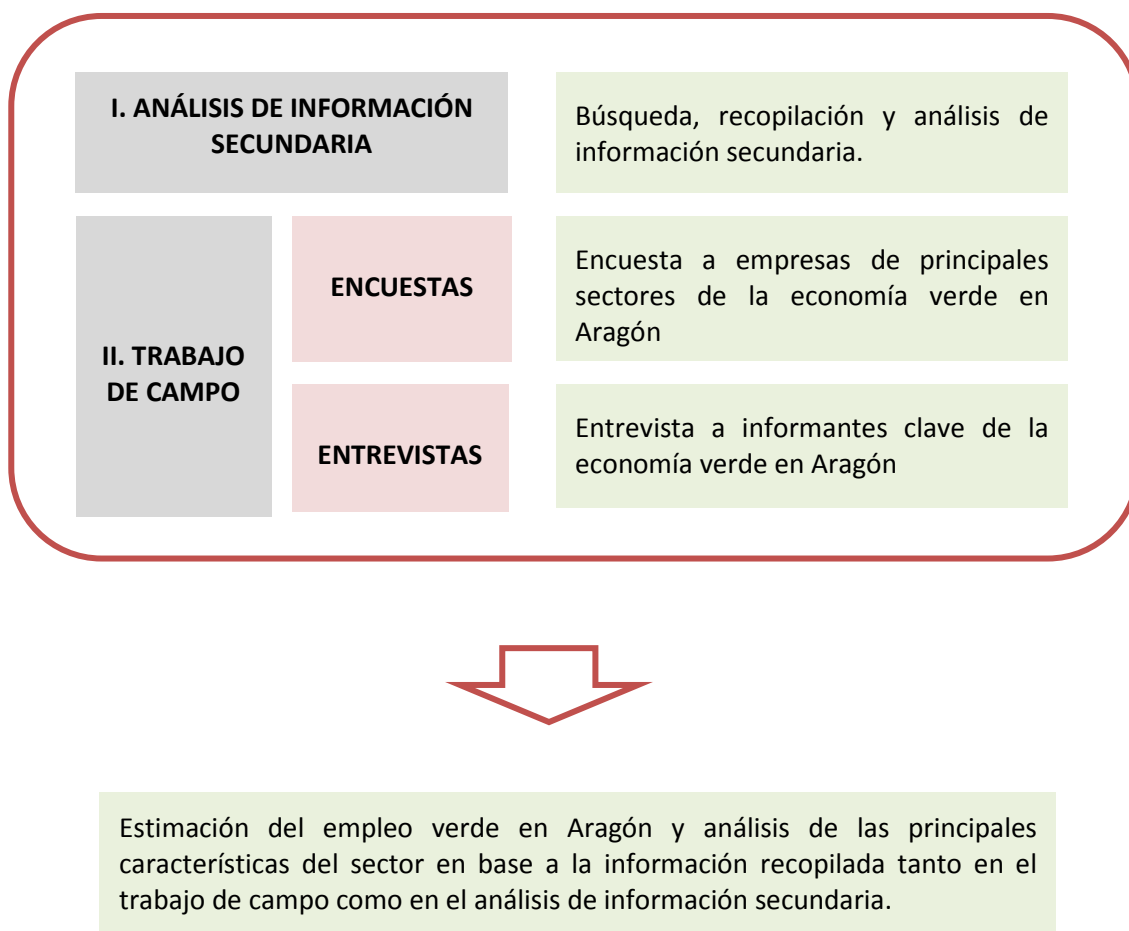 I. ANÁLISIS DE INFORMACIÓN
SECUNDARIA
Búsqueda, recopilación y análisis de
información secundaria.
II. TRABAJO
DE CAMPO
ENCUESTAS
Encuesta a empresas de principales
sectores de la economía verde en
Aragón
ENTREVISTAS
Entrevista a informantes clave de la
economía verde en Aragón
Estimación del empleo verde en Aragón y análisis de las principales
características del sector en base a la información recopilada tanto en el
trabajo de campo como en el análisis de información secundaria.